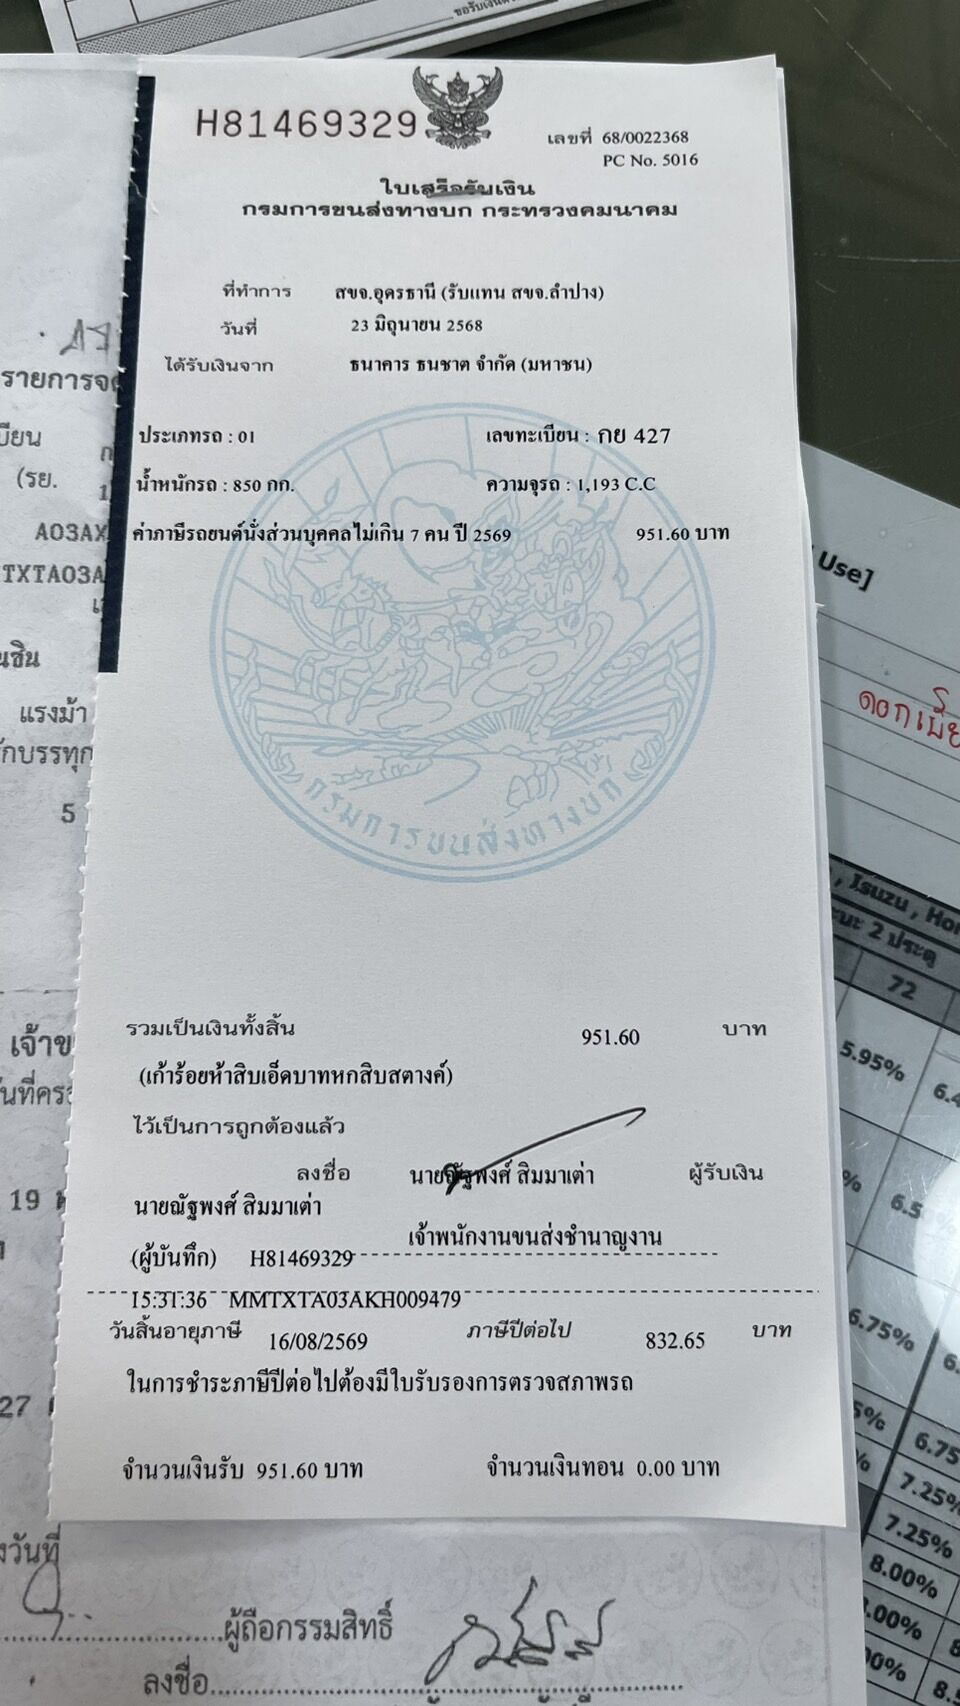 ขอรับเงิน
H81469329
เลขที่ 68/0022368
PC No. 5016
ใบเสร็จรับเงิน
กรมการขนส่งทางบก กระทรวงคมนาคม
ที่ทำการ สขจ.อุดรธานี (รับแทน สขจ.ลำปาง)
วันที่ 23 มิถุนายน 2568
ได้รับเงินจาก ธนาคาร ธนชาต จำกัด (มหาชน)
ประเภทรถ : 01 เลขทะเบียน : กย 427
น้ำหนักรถ : 850 กก. ความจุรถ : 1,193 C.C
ค่าภาษีรถยนต์นั่งส่วนบุคคลไม่เกิน 7 คน ปี 2569 951.60 บาท
กรมการขนส่งทางบก
รวมเป็นเงินทั้งสิ้น 951.60 บาท
(เก้าร้อยห้าสิบเอ็ดบาทหกสิบสตางค์)
ไว้เป็นการถูกต้องแล้ว
ลงชื่อ นายณัฐพงศ์ สิมมาเต่า ผู้รับเงิน
นายณัฐพงศ์ สิมมาเต่า
เจ้าพนักงานขนส่งชำนาญงาน
(ผู้บันทึก) H81469329
15:31:36 MMTXTA03AKH009479
วันสิ้นอายุภาษี 16/08/2569 ภาษีปีต่อไป 832.65 บาท
ในการชำระภาษีปีต่อไปต้องมีใบรับรองการตรวจสภาพรถ
จำนวนเงินรับ 951.60 บาท จำนวนเงินทอน 0.00 บาท
รายการจด
(รย.
A03AX
TXTA03A
แรงม้า
5
19
27
ผู้ถือกรรมสิทธิ์
ลงชื่อ
Use]
ดอกเบี้ย
, Isuzu , Hon
2 ประตู
72
5.95%
6.75%
7.25%
7.25%
8.00%